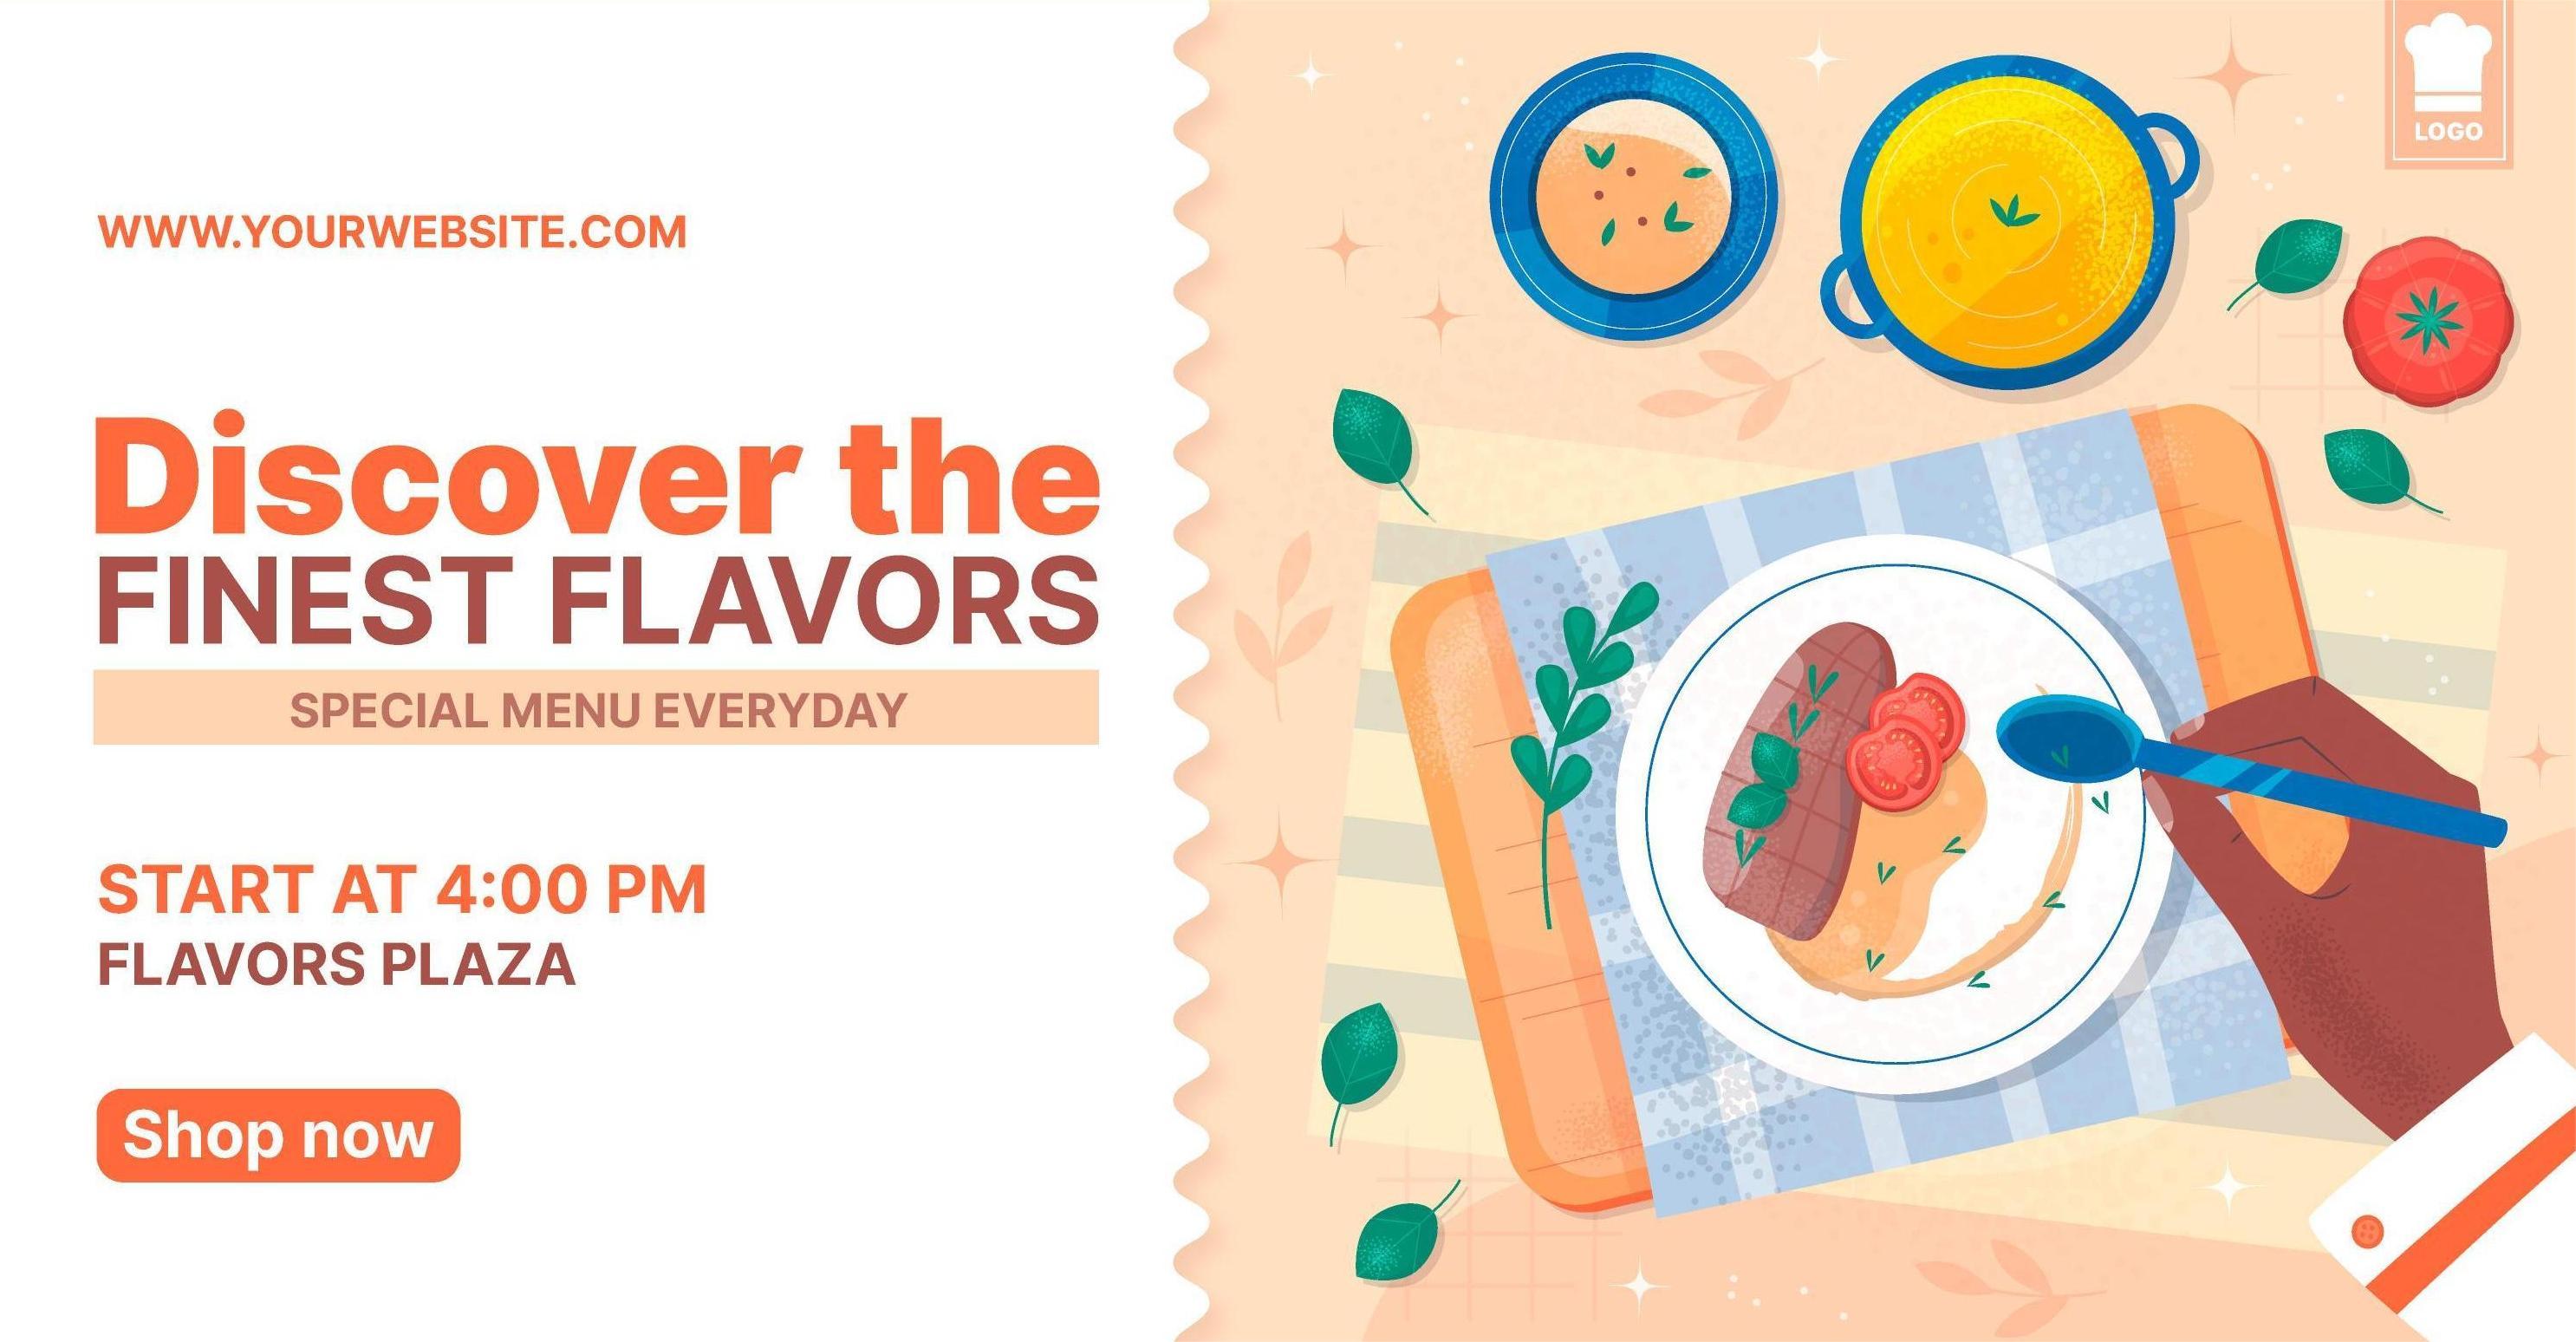 WWW.YOURWEBSITE.COM
Discover the
FINEST FLAVORS
SPECIAL MENU EVERYDAY
START AT 4:00 PM
FLAVORS PLAZA
Shop now
LOGO